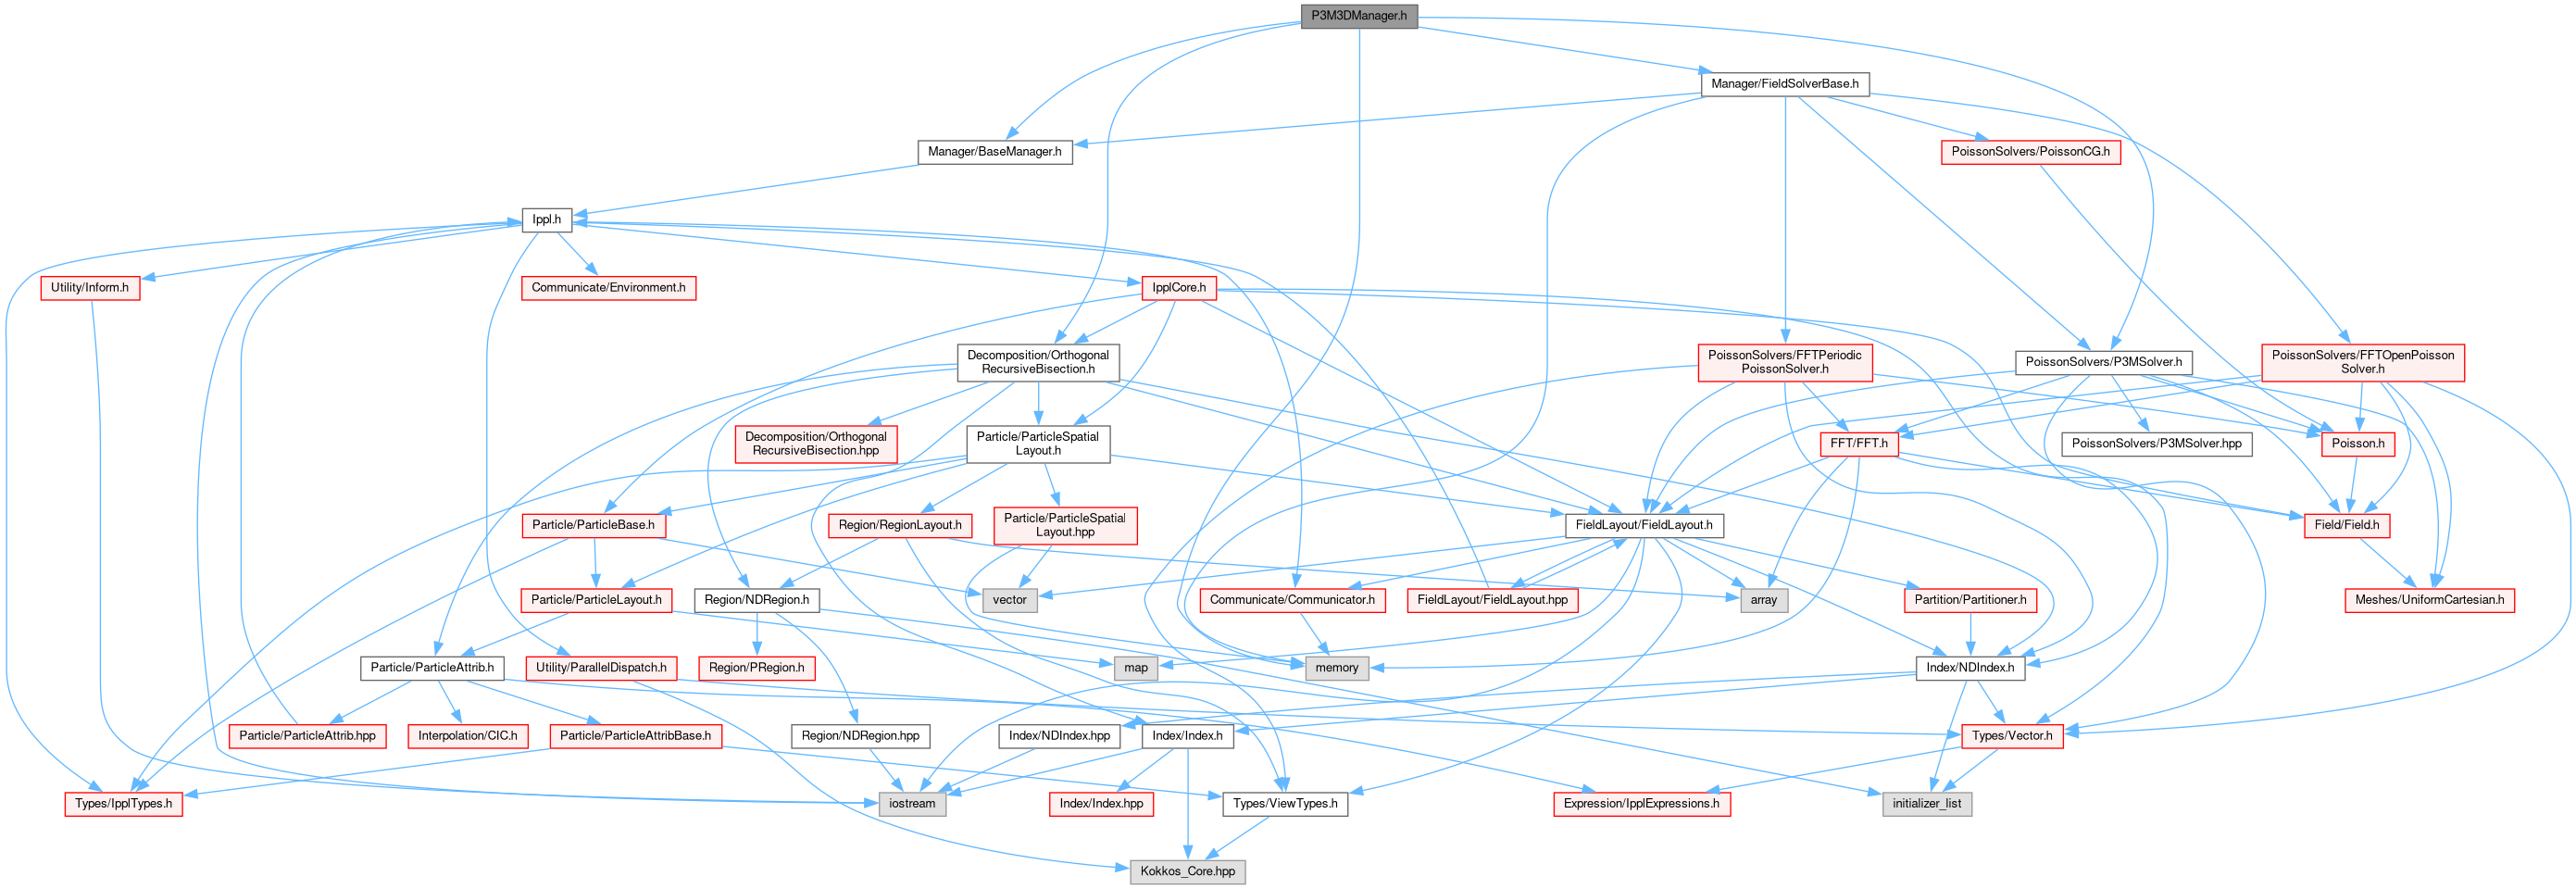 P3M3DManager.h
Manager/FieldSolverBase.h
Manager/BaseManager.h
PoissonSolvers/PoissonCG.h
Ippl.h
Utility/Inform.h
Communicate/Environment.h
IpplCore.h
Decomposition/Orthogonal
RecursiveBisection.h
PoissonSolvers/FFTPeriodic
PoissonSolver.h
PoissonSolvers/P3MSolver.h
PoissonSolvers/FFTOpenPoisson
Solver.h
Decomposition/Orthogonal
RecursiveBisection.hpp
Particle/ParticleSpatial
Layout.h
FFT/FFT.h
PoissonSolvers/P3MSolver.hpp
Poisson.h
Particle/ParticleBase.h
Region/RegionLayout.h
Particle/ParticleSpatial
Layout.hpp
FieldLayout/FieldLayout.h
Field/Field.h
Particle/ParticleLayout.h
Region/NDRegion.h
vector
Communicate/Communicator.h
FieldLayout/FieldLayout.hpp
array
Partition/Partitioner.h
Meshes/UniformCartesian.h
Particle/ParticleAttrib.h
Utility/ParallelDispatch.h
Region/PRegion.h
map
memory
Index/NDIndex.h
Particle/ParticleAttrib.hpp
Interpolation/CIC.h
Particle/ParticleAttribBase.h
Region/NDRegion.hpp
Index/NDIndex.hpp
Index/Index.h
Types/Vector.h
Types/IpplTypes.h
iostream
Index/Index.hpp
Types/ViewTypes.h
Expression/IpplExpressions.h
initializer_list
Kokkos_Core.hpp